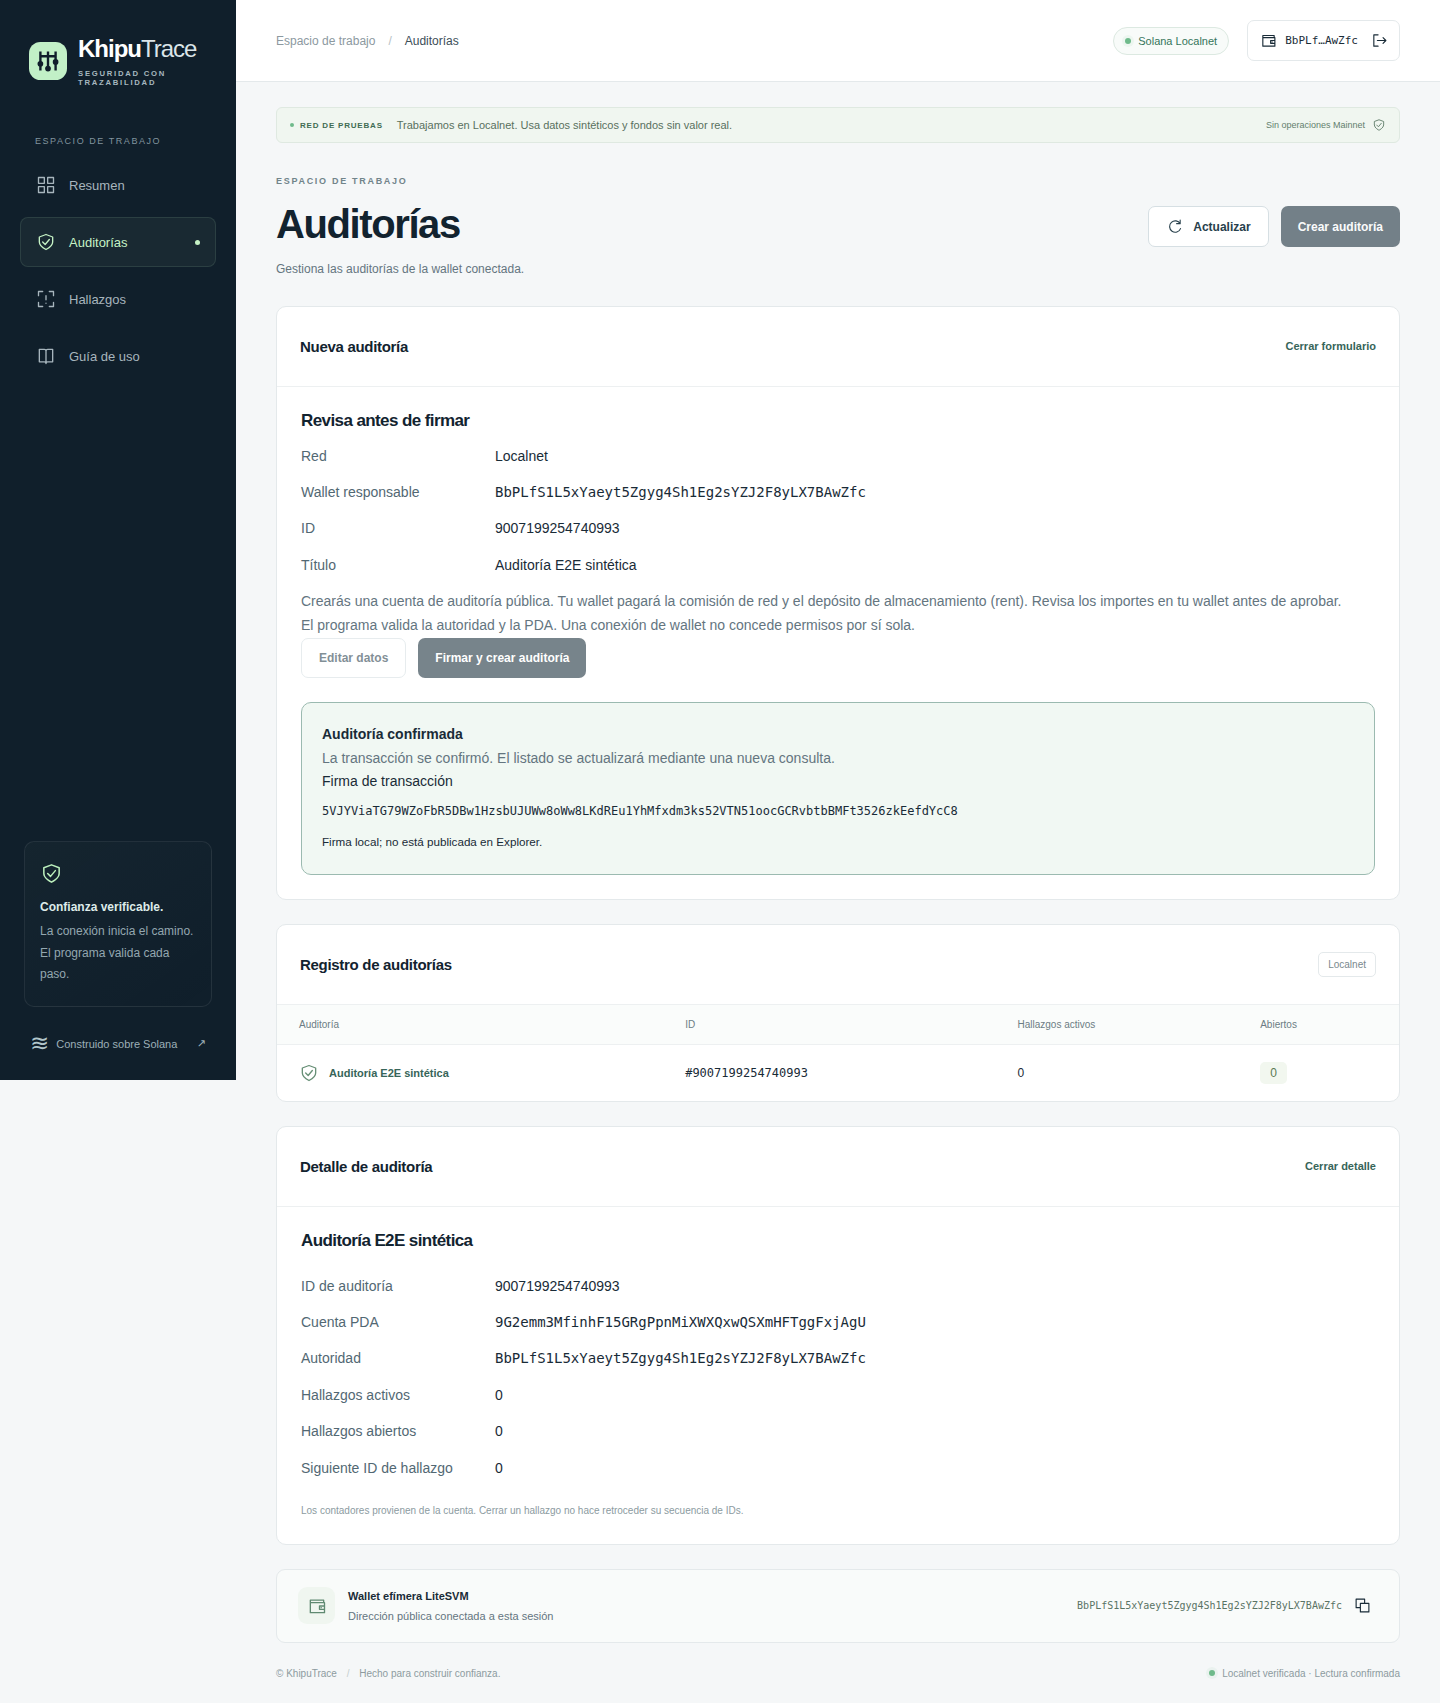 KhipuTrace
SEGURIDAD CON
TRAZABILIDAD
ESPACIO DE TRABAJO
Resumen
Auditorías
Hallazgos
Guía de uso
Confianza verificable.
La conexión inicia el camino.
El programa valida cada
paso.
Construido sobre Solana ↗
Espacio de trabajo / Auditorías
Solana Localnet
BbPLf…AwZfc
RED DE PRUEBAS Trabajamos en Localnet. Usa datos sintéticos y fondos sin valor real.
Sin operaciones Mainnet
ESPACIO DE TRABAJO
Auditorías
Gestiona las auditorías de la wallet conectada.
Actualizar
Crear auditoría
Nueva auditoría
Cerrar formulario
Revisa antes de firmar
Red Localnet
Wallet responsable BbPLfS1L5xYaeyt5Zgyg4Sh1Eg2sYZJ2F8yLX7BAwZfc
ID 9007199254740993
Título Auditoría E2E sintética
Crearás una cuenta de auditoría pública. Tu wallet pagará la comisión de red y el depósito de almacenamiento (rent). Revisa los importes en tu wallet antes de aprobar.
El programa valida la autoridad y la PDA. Una conexión de wallet no concede permisos por sí sola.
Editar datos
Firmar y crear auditoría
Auditoría confirmada
La transacción se confirmó. El listado se actualizará mediante una nueva consulta.
Firma de transacción
5VJYViaTG79WZoFbR5DBw1HzsbUJUWw8oWw8LKdREu1YhMfxdm3ks52VTN51oocGCRvbtbBMFt3526zkEefdYcC8
Firma local; no está publicada en Explorer.
Registro de auditorías
Localnet
Auditoría ID Hallazgos activos Abiertos
Auditoría E2E sintética #9007199254740993 0 0
Detalle de auditoría
Cerrar detalle
Auditoría E2E sintética
ID de auditoría 9007199254740993
Cuenta PDA 9G2emm3MfinhF15GRgPpnMiXWXQxwQSXmHFTggFxjAgU
Autoridad BbPLfS1L5xYaeyt5Zgyg4Sh1Eg2sYZJ2F8yLX7BAwZfc
Hallazgos activos 0
Hallazgos abiertos 0
Siguiente ID de hallazgo 0
Los contadores provienen de la cuenta. Cerrar un hallazgo no hace retroceder su secuencia de IDs.
Wallet efímera LiteSVM
Dirección pública conectada a esta sesión
BbPLfS1L5xYaeyt5Zgyg4Sh1Eg2sYZJ2F8yLX7BAwZfc
© KhipuTrace / Hecho para construir confianza.
Localnet verificada · Lectura confirmada